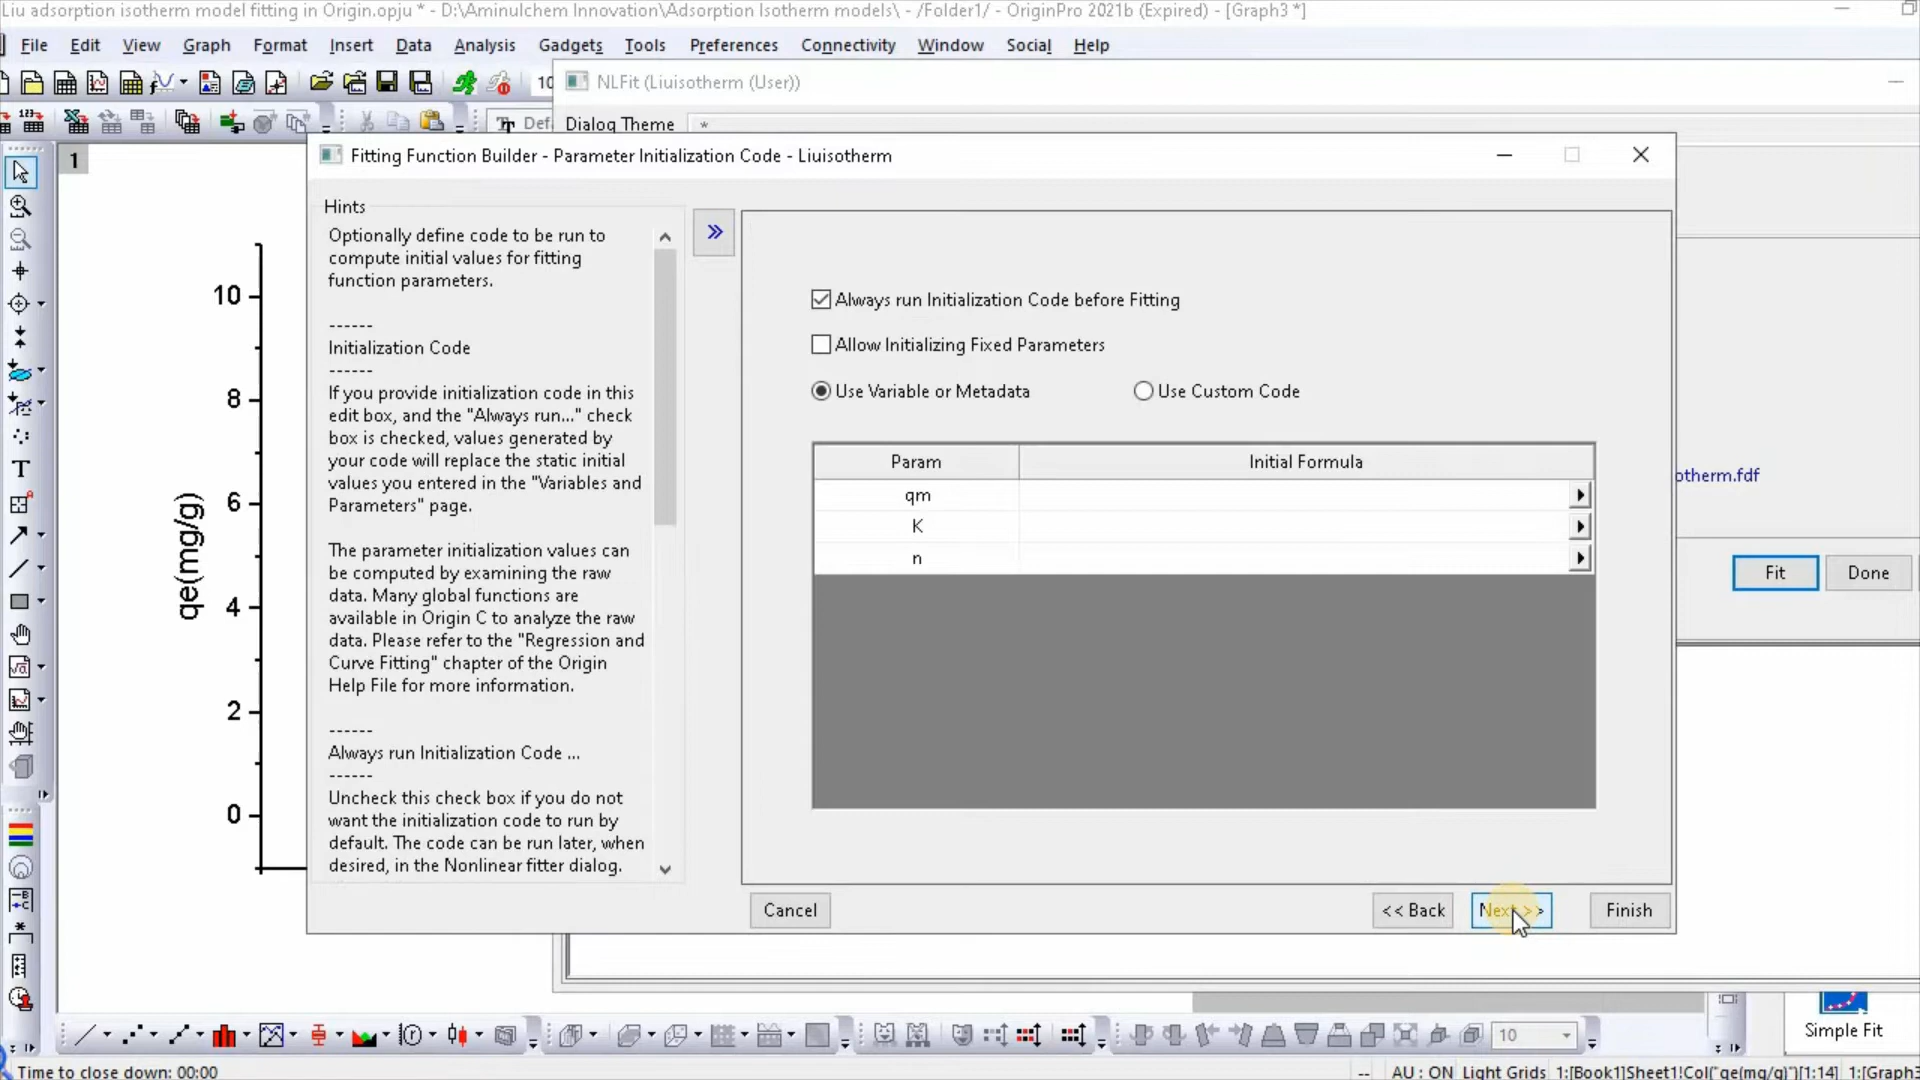 Liu adsorption isotherm model fitting in Origin.opju * - D:\Aminulchem Innovation\Adsorption Isotherm models\ - /Folder1/ - OriginPro 2021b (Expired) - [Graph3 *]
File Edit View Graph Format Insert Data Analysis Gadgets Tools Preferences Connectivity Window Social Help
NLFit (Liuisotherm (User))
Dialog Theme *
1
Fitting Function Builder - Parameter Initialization Code - Liuisotherm
Hints
Optionally define code to be run to
compute initial values for fitting
function parameters.
------
Initialization Code
------
If you provide initialization code in this
edit box, and the "Always run..." check
box is checked, values generated by
your code will replace the static initial
values you entered in the "Variables and
Parameters" page.
The parameter initialization values can
be computed by examining the raw
data. Many global functions are
available in Origin C to analyze the raw
data. Please refer to the "Regression and
Curve Fitting" chapter of the Origin
Help File for more information.
------
Always run Initialization Code ...
------
Uncheck this check box if you do not
want the initialization code to run by
default. The code can be run later, when
desired, in the Nonlinear fitter dialog.
Always run Initialization Code before Fitting
Allow Initializing Fixed Parameters
Use Variable or Metadata Use Custom Code
Param Initial Formula
qm
K
n
Cancel << Back Next >> Finish
otherm.fdf
Fit Done
10
8
6
4
2
0
qe(mg/g)
10
Simple Fit
Time to close down: 00:00 -- AU : ON Light Grids 1:[Book1]Sheet1!Col("qe(mg/g)")[1:14] 1:[Graph3